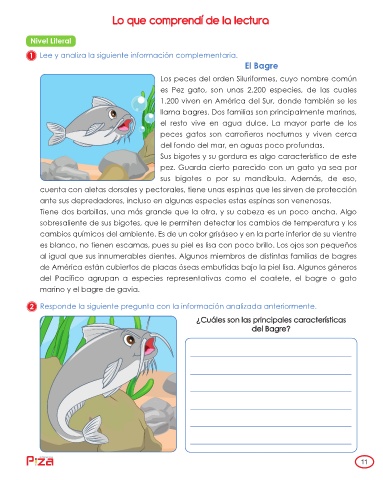 Lo que comprendí de la lectura
Nivel Literal
1 Lee y analiza la siguiente información complementaria.
El Bagre
Los peces del orden Siluriformes, cuyo nombre común
es Pez gato, son unas 2.200 especies, de las cuales
1.200 viven en América del Sur, donde también se les
llama bagres. Dos familias son principalmente marinas,
el resto vive en agua dulce. La mayor parte de los
peces gatos son carroñeros nocturnos y viven cerca
del fondo del mar, en aguas poco profundas.
Sus bigotes y su gordura es algo característico de este
pez. Guarda cierto parecido con un gato ya sea por
sus bigotes o por su mandíbula. Además, de eso,
cuenta con aletas dorsales y pectorales, tiene unas espinas que les sirven de protección
ante sus depredadores, incluso en algunas especies estas espinas son venenosas.
Tiene dos barbillas, una más grande que la otra, y su cabeza es un poco ancha. Algo
sobresaliente de sus bigotes, que le permiten detectar los cambios de temperatura y los
cambios químicos del ambiente. Es de un color grisáseo y en la parte inferior de su vientre
es blanco, no tienen escamas, pues su piel es lisa con poco brillo. Los ojos son pequeños
al igual que sus innumerables dientes. Algunos miembros de distintas familias de bagres
de América están cubiertos de placas óseas embutidas bajo la piel lisa. Algunos géneros
del Pacífico agrupan a especies representativas como el coatete, el bagre o gato
marino y el bagre de gavia.
2 Responde la siguiente pregunta con la información analizada anteriormente.
¿Cuáles son las principales características
del Bagre?
Piza
11